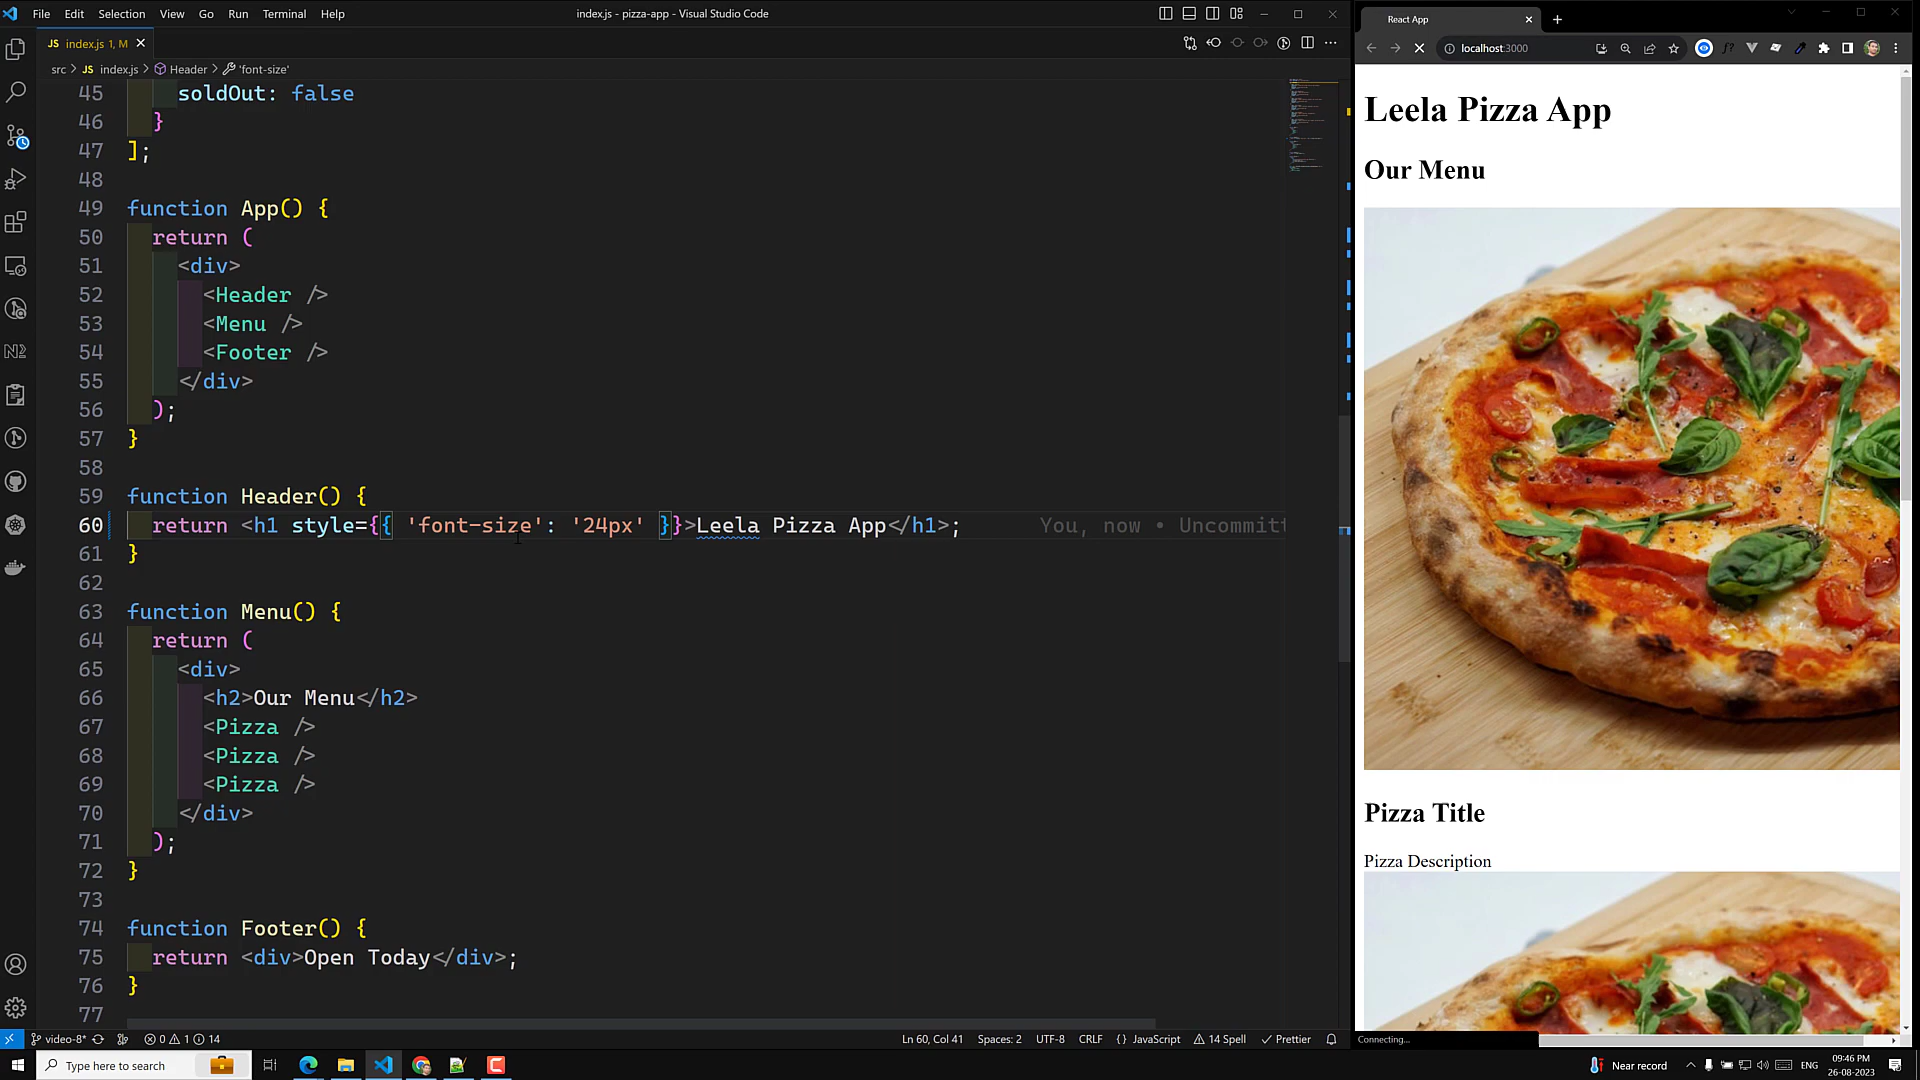 File Edit Selection View Go Run Terminal Help
index.js - pizza-app - Visual Studio Code
JS index.js 1, M
src > JS index.js > Header > 'font-size'
45 soldOut: false
46 }
47 ];
48
49 function App() {
50 return (
51 <div>
52 <Header />
53 <Menu />
54 <Footer />
55 </div>
56 );
57 }
58
59 function Header() {
60 return <h1 style={{ 'font-size': '24px' }}>Leela Pizza App</h1>; You, now • Uncommitt
61 }
62
63 function Menu() {
64 return (
65 <div>
66 <h2>Our Menu</h2>
67 <Pizza />
68 <Pizza />
69 <Pizza />
70 </div>
71 );
72 }
73
74 function Footer() {
75 return <div>Open Today</div>;
76 }
77
video-8* 0 1 14 Ln 60, Col 41 Spaces: 2 UTF-8 CRLF {} JavaScript 14 Spell Prettier
React App
localhost:3000
Leela Pizza App
Our Menu
Pizza Title
Pizza Description
Connecting...
Type here to search
Near record
ENG
09:46 PM
26-08-2023